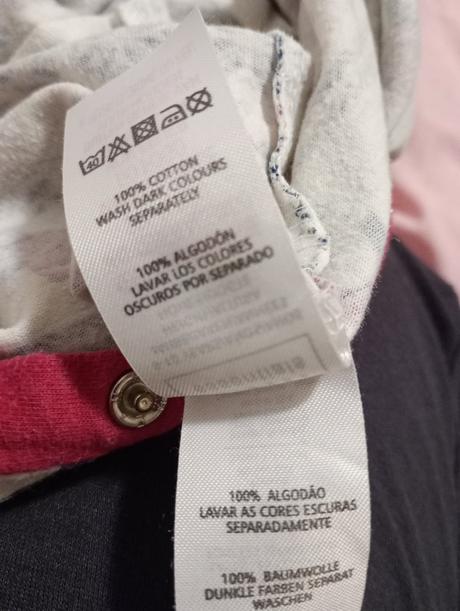 40
100% COTTON
WASH DARK COLOURS
SEPARATELY
100% ALGODÓN
LAVAR LOS COLORES
OSCUROS POR SEPARADO
100% ALGODÃO
LAVAR AS CORES ESCURAS
SEPARADAMENTE
100% BAUMWOLLE
DUNKLE FARBEN SEPARAT
WASCHEN